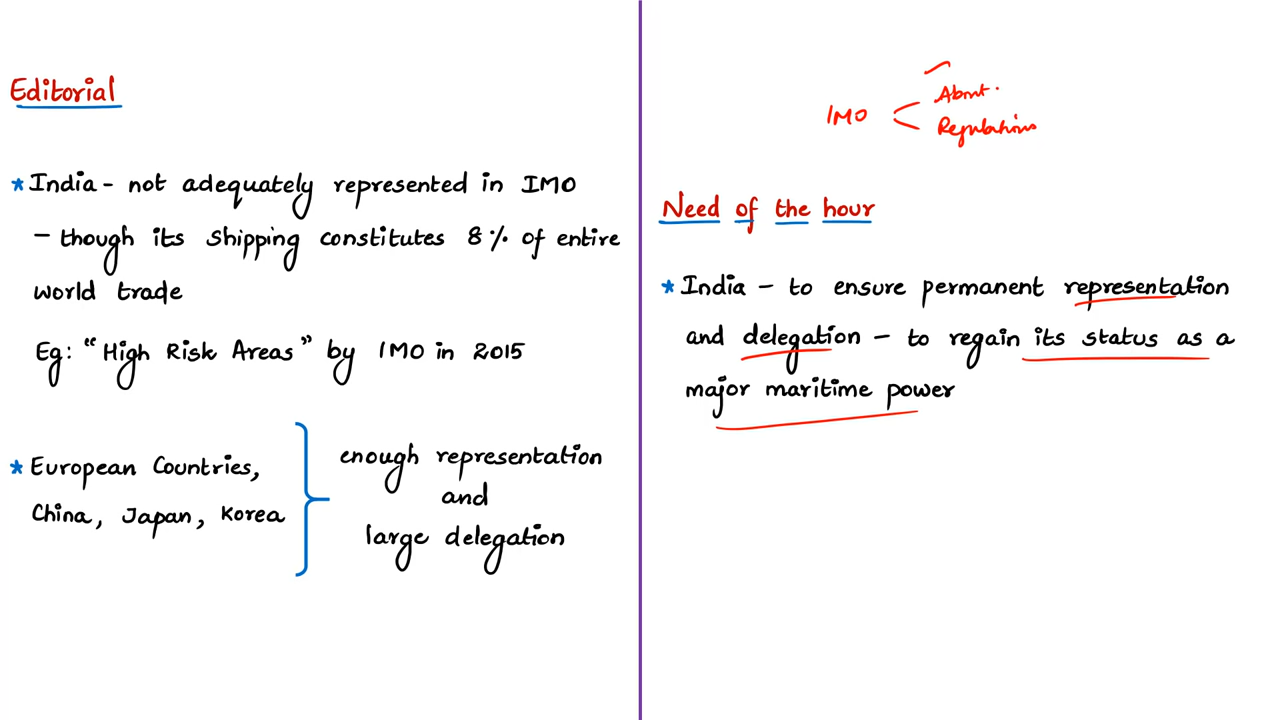 Editorial
* India - not adequately represented in IMO
- though its shipping constitutes 8% of entire
world trade
Eg: "High Risk Areas" by IMO in 2015
* European Countries,
China, Japan, Korea
enough representation
and
large delegation
IMO
About.
Regulations
Need of the hour
* India - to ensure permanent representation
and delegation - to regain its status as a
major maritime power